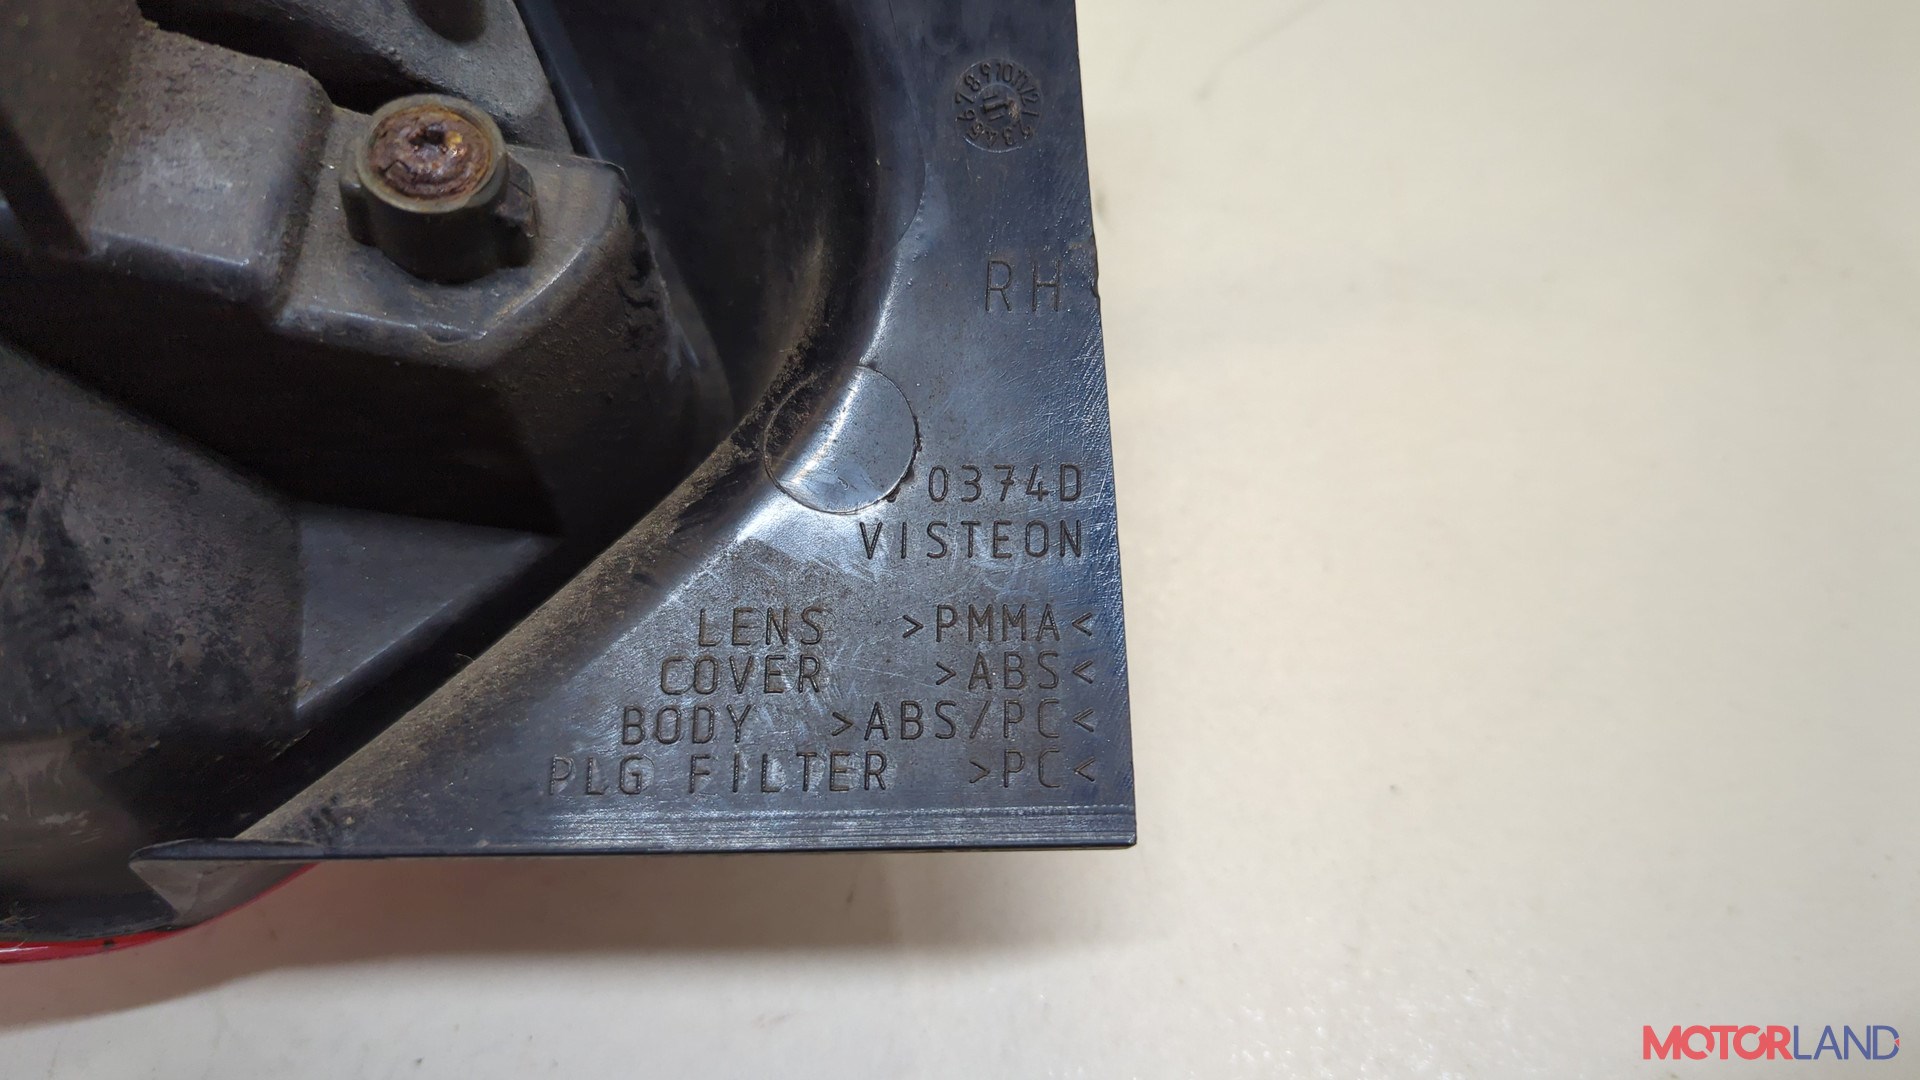 RH
0374D
VISTEON
LENS >PMMA<
COVER >ABS<
BODY >ABS/PC<
PLG FILTER >PC<
MOTORLAND